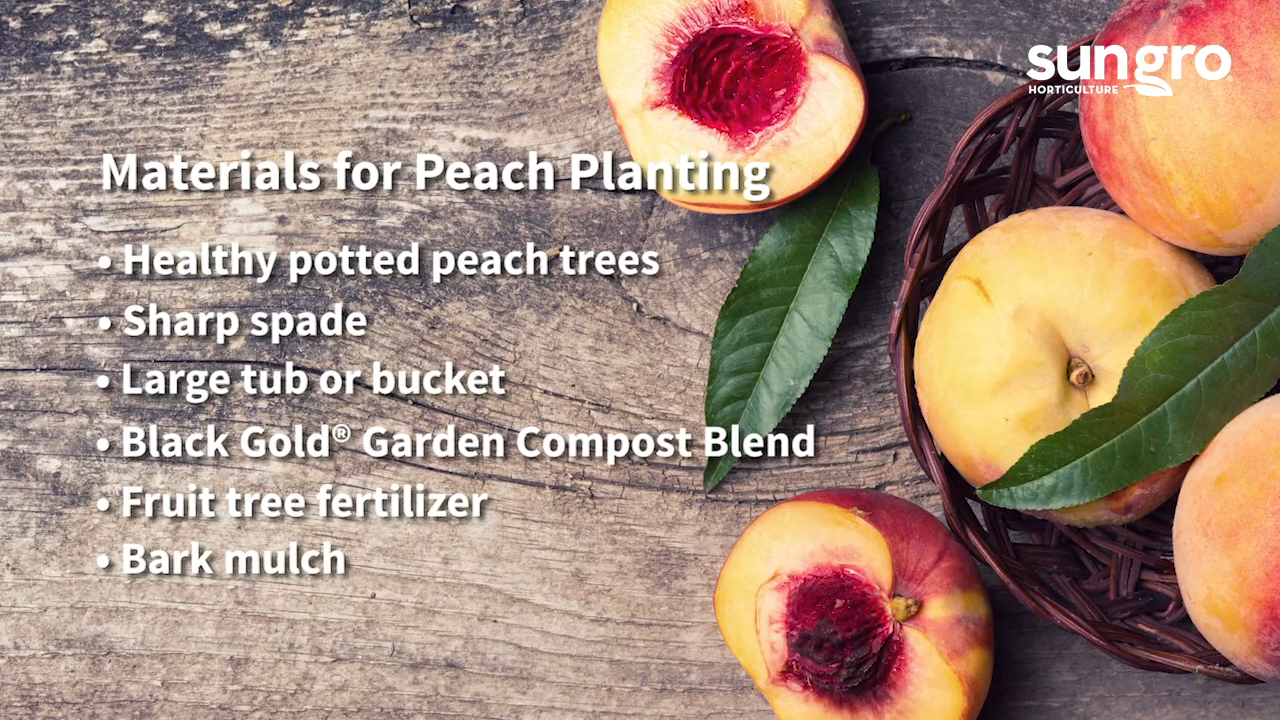 sungro
HORTICULTURE
Materials for Peach Planting
• Healthy potted peach trees
• Sharp spade
• Large tub or bucket
• Black Gold® Garden Compost Blend
• Fruit tree fertilizer
• Bark mulch